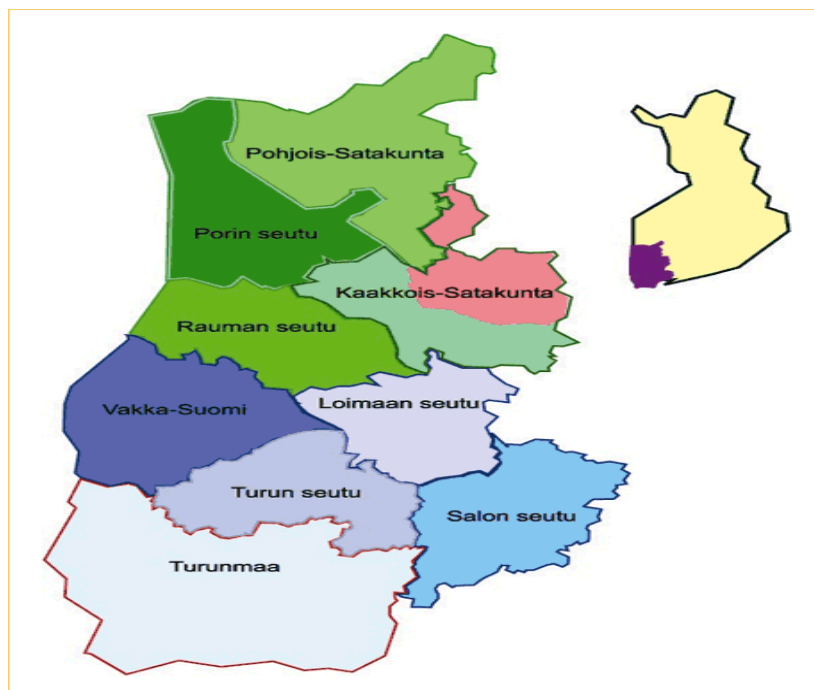 Pohjois-Satakunta
Porin seutu
Kaakkois-Satakunta
Rauman seutu
Vakka-Suomi
Loimaan seutu
Turun seutu
Salon seutu
Turunmaa